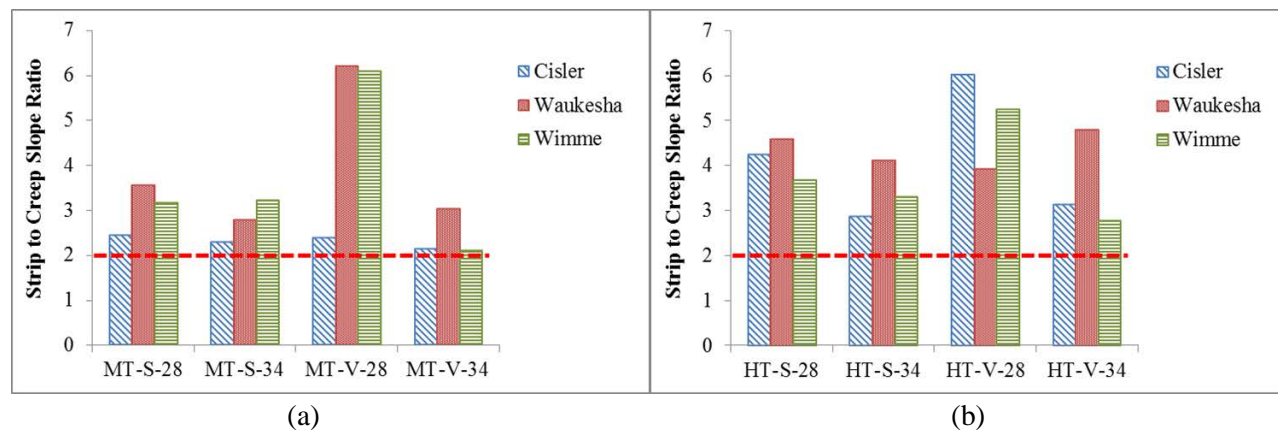 Strip to Creep Slope Ratio
7
6
5
4
3
2
1
0
MT-S-28 MT-S-34 MT-V-28 MT-V-34
Cisler
Waukesha
Wimme
(a)
Strip to Creep Slope Ratio
7
6
5
4
3
2
1
0
HT-S-28 HT-S-34 HT-V-28 HT-V-34
Cisler
Waukesha
Wimme
(b)